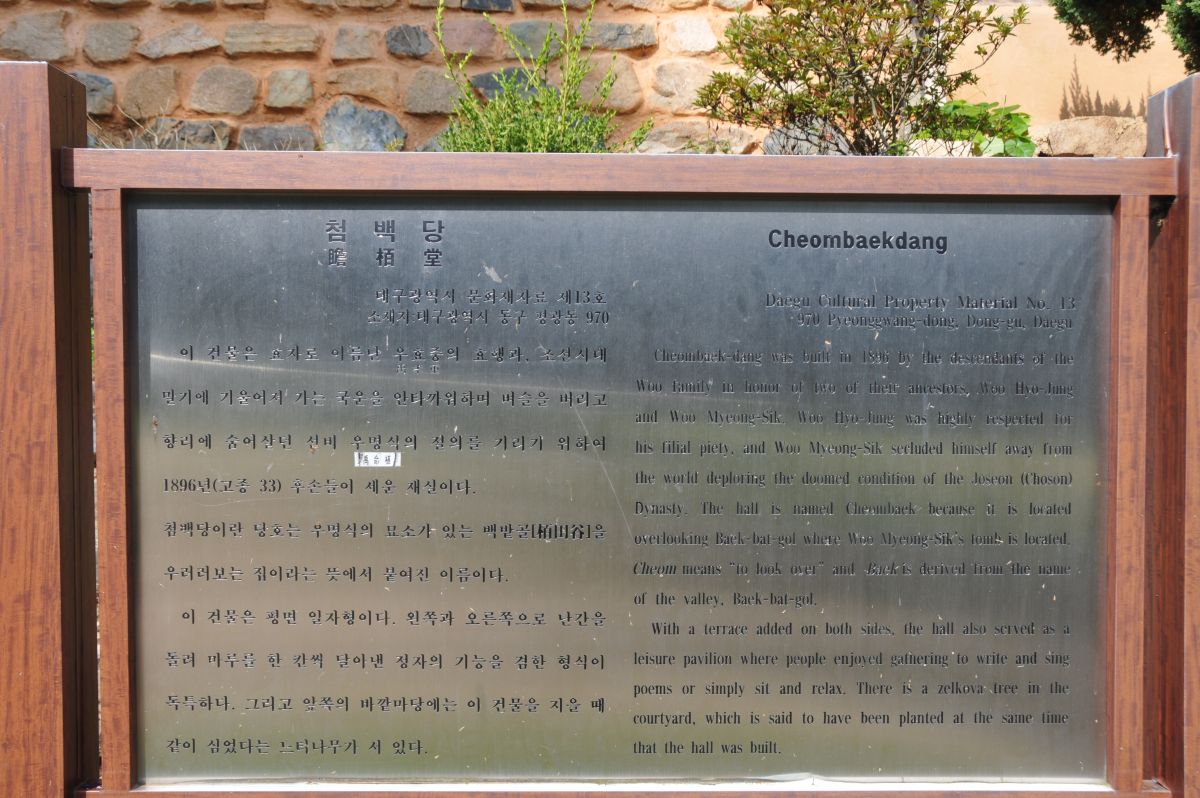 첨 백 당
瞻 栢 堂
대구광역시 문화재자료 제13호
소재지:대구광역시 동구 평광동 970
이 건물은 효자로 이름난 우효중의 효행과, 조선시대
말기에 기울어져 가는 국운을 안타까워하며 벼슬을 버리고
향리에 숨어살던 선비 우명식의 절의를 기리기 위하여
禹命植
1896년(고종 33) 후손들이 세운 재실이다.
첨백당이란 당호는 우명식의 묘소가 있는 백밭골[栢田谷]을
우러러보는 집이라는 뜻에서 붙여진 이름이다.
이 건물은 평면 일자형이다. 왼쪽과 오른쪽으로 난간을
돌려 마루를 한 칸씩 달아낸 정자의 기능을 겸한 형식이
독특하다. 그리고 앞쪽의 바깥마당에는 이 건물을 지을 때
같이 심었다는 느티나무가 서 있다.
Cheombaekdang
Daegu Cultural Property Material No. 13
970 Pyeonggwang-dong, Dong-gu, Daegu
Cheombaek-dang was built in 1896 by the descendants of the
Woo Family in honor of two of their ancestors, Woo Hyo-Jung
and Woo Myeong-Sik. Woo Hyo-Jung was highly respected for
his filial piety, and Woo Myeong-Sik secluded himself away from
the world deploring the doomed condition of the Joseon (Choson)
Dynasty. The hall is named Cheombaek because it is located
overlooking Baek-bat-gol where Woo Myeong-Sik's tomb is located.
Cheom means "to look over" and Baek is derived from the name
of the valley, Baek-bat-gol.
With a terrace added on both sides, the hall also served as a
leisure pavilion where people enjoyed gathering to write and sing
poems or simply sit and relax. There is a zelkova tree in the
courtyard, which is said to have been planted at the same time
that the hall was built.